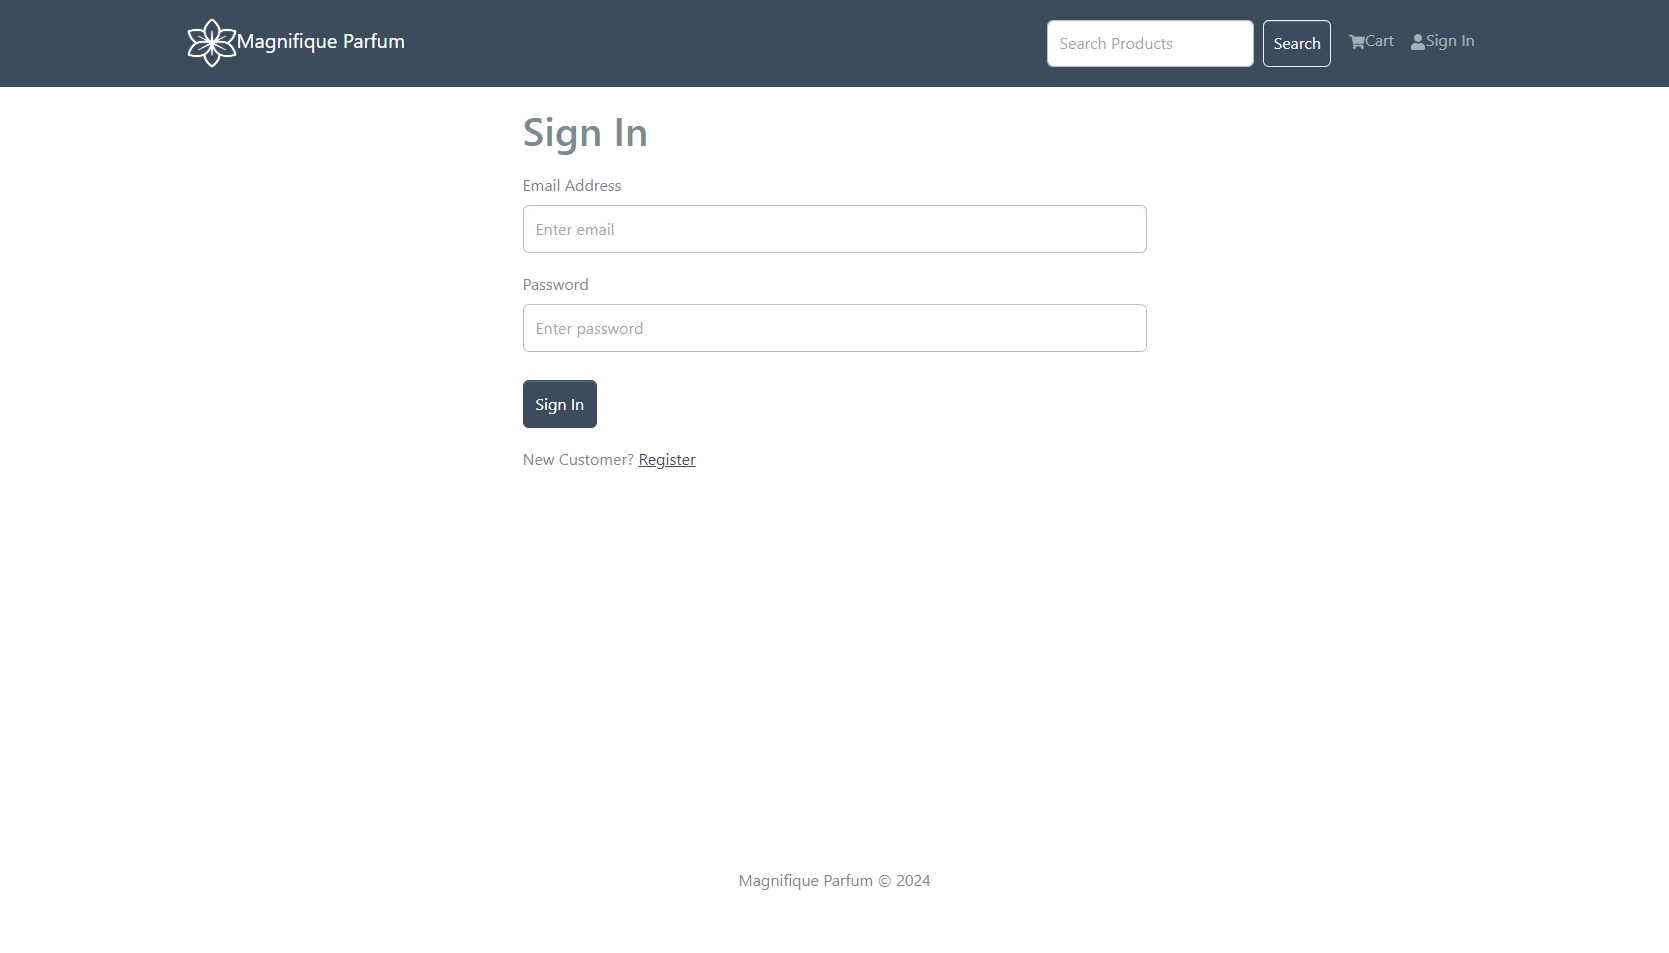 Magnifique Parfum
Search Products
Search
Cart
Sign In
Sign In
Email Address
Enter email
Password
Enter password
Sign In
New Customer? Register
Magnifique Parfum © 2024